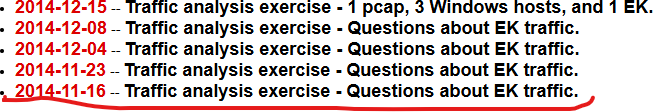 2014-12-15 -- Traffic analysis exercise - 1 pcap, 3 Windows hosts, and 1 EK.
2014-12-08 -- Traffic analysis exercise - Questions about EK traffic.
2014-12-04 -- Traffic analysis exercise - Questions about EK traffic.
2014-11-23 -- Traffic analysis exercise - Questions about EK traffic.
2014-11-16 -- Traffic analysis exercise - Questions about EK traffic.